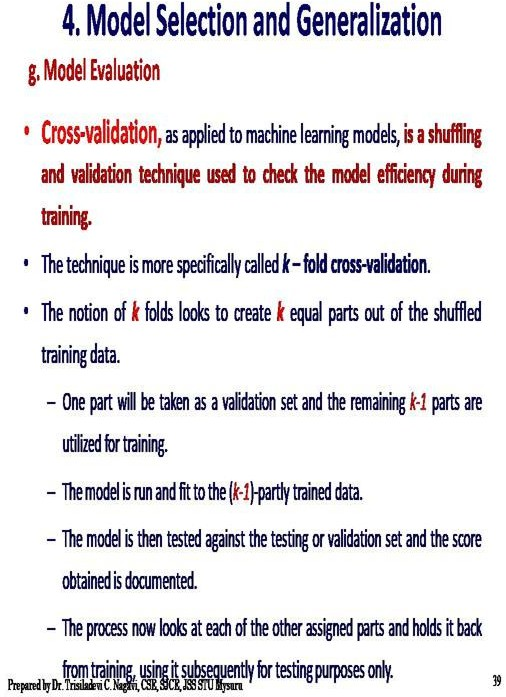 4. Model Selection and Generalization
g. Model Evaluation
• Cross-validation, as applied to machine learning models, is a shuffling
and validation technique used to check the model efficiency during
training.
• The technique is more specifically called k – fold cross-validation.
• The notion of k folds looks to create k equal parts out of the shuffled
training data.
– One part will be taken as a validation set and the remaining k-1 parts are
utilized for training.
– The model is run and fit to the (k-1)-partly trained data.
– The model is then tested against the testing or validation set and the score
obtained is documented.
– The process now looks at each of the other assigned parts and holds it back
from training, using it subsequently for testing purposes only.
Prepared by Dr. Trisiladevi C. Nagavi, CSE, SJCE, JSS STU Mysuru
39